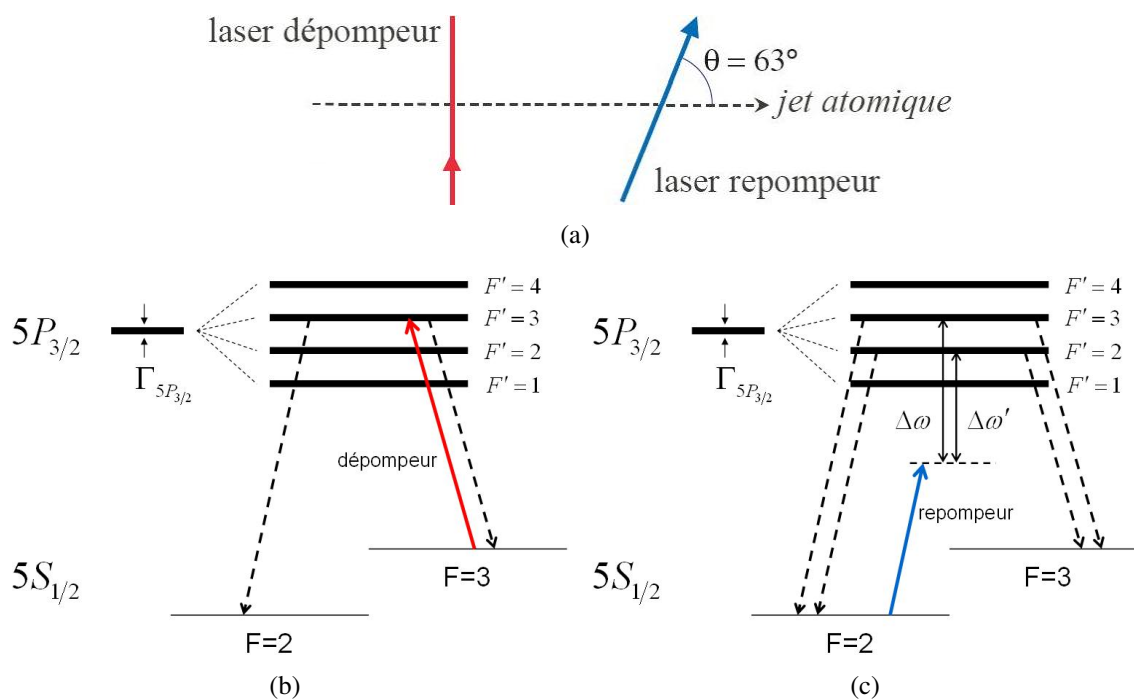 laser dépompeur
θ = 63°
jet atomique
laser repompeur
(a)
5P3/2
Γ5P3/2
F' = 4
F' = 3
F' = 2
F' = 1
dépompeur
5S1/2
F=3
F=2
(b)
5P3/2
Γ5P3/2
F' = 4
F' = 3
F' = 2
F' = 1
Δω Δω'
repompeur
5S1/2
F=3
F=2
(c)